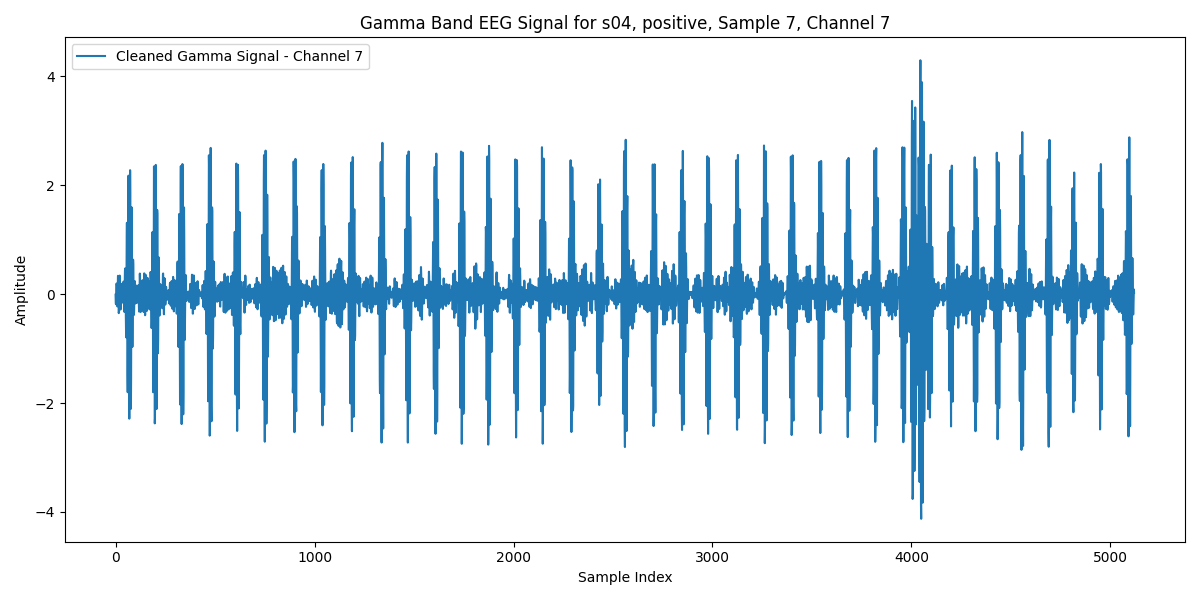 Gamma Band EEG Signal for s04, positive, Sample 7, Channel 7
Cleaned Gamma Signal - Channel 7
4
2
0
−2
−4
Amplitude
0 1000 2000 3000 4000 5000
Sample Index